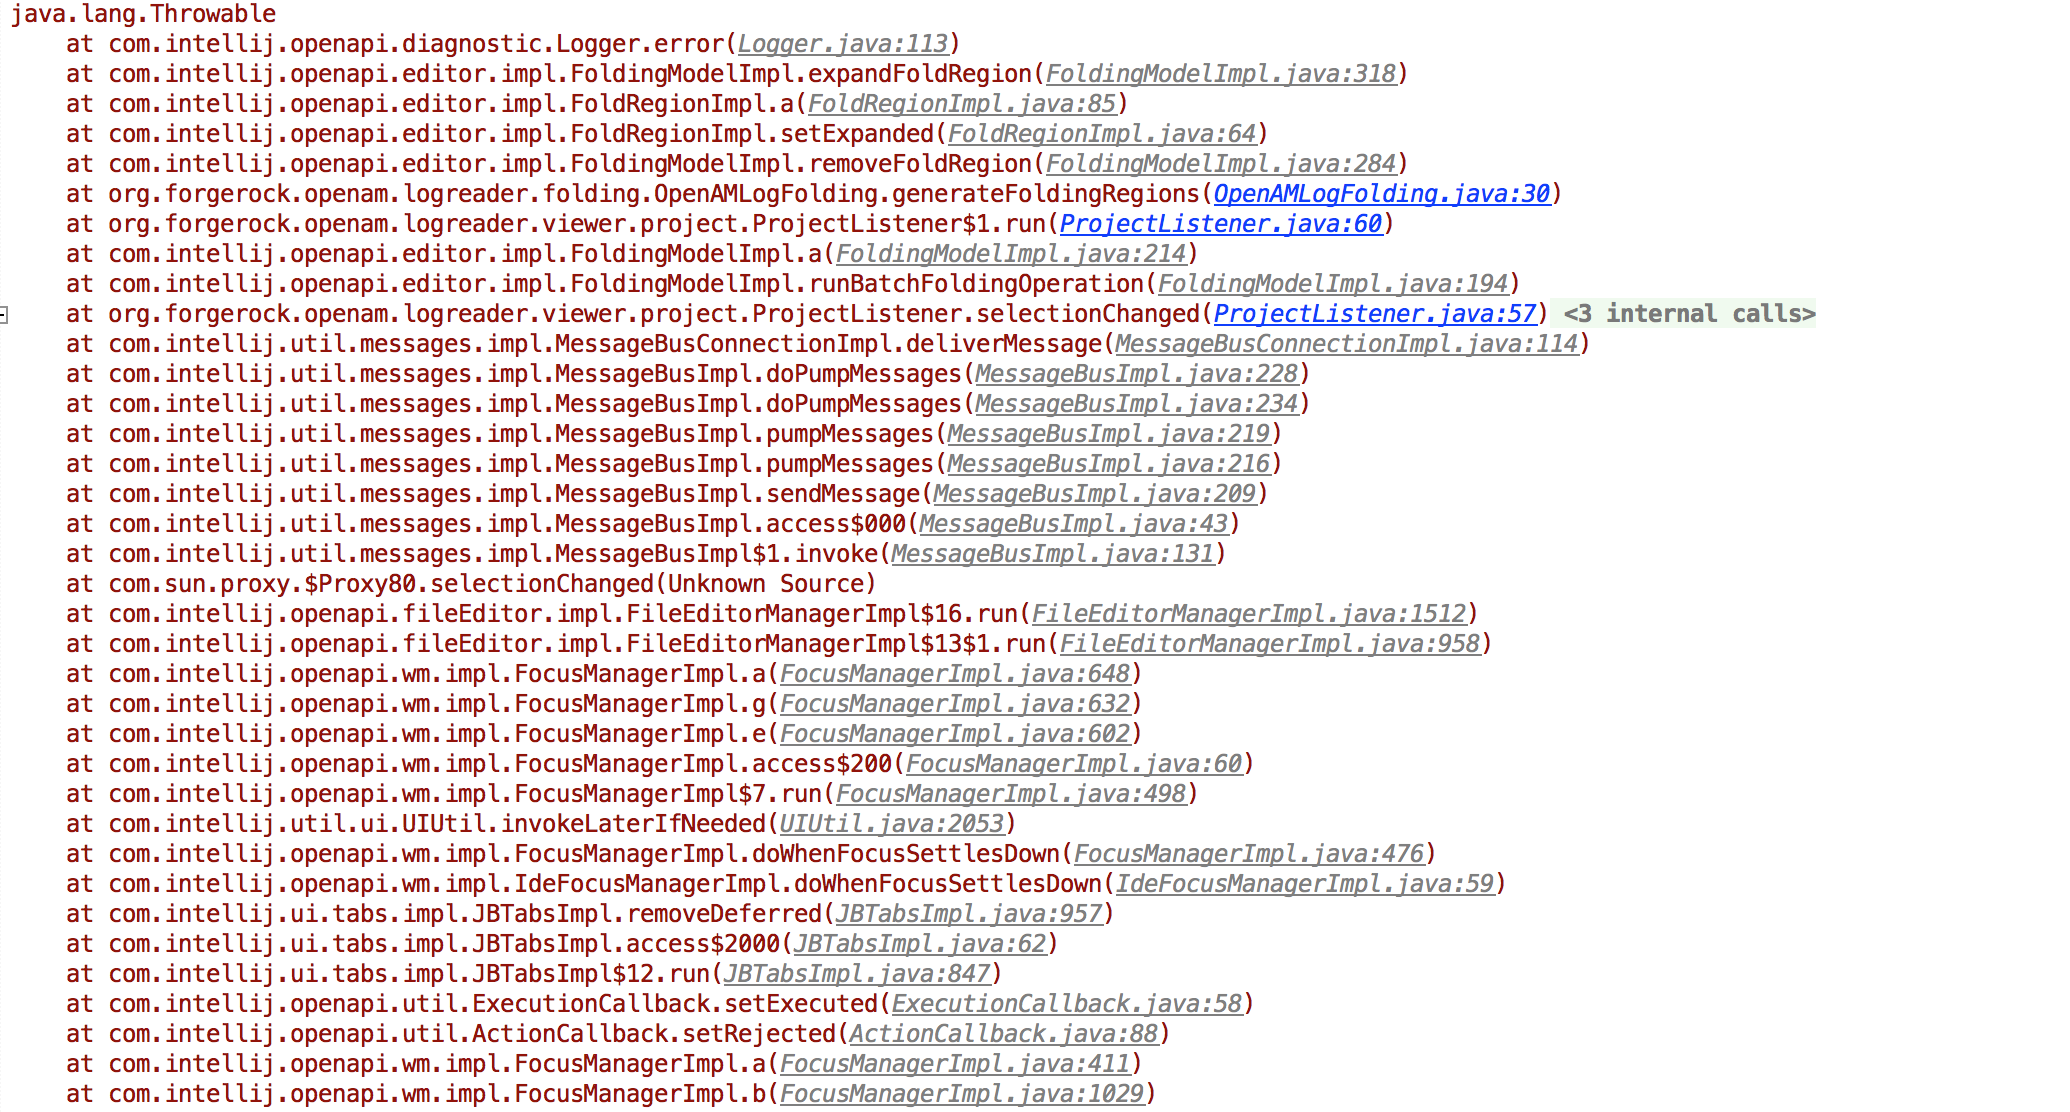 java.lang.Throwable
at com.intellij.openapi.diagnostic.Logger.error(Logger.java:113)
at com.intellij.openapi.editor.impl.FoldingModelImpl.expandFoldRegion(FoldingModelImpl.java:318)
at com.intellij.openapi.editor.impl.FoldRegionImpl.a(FoldRegionImpl.java:85)
at com.intellij.openapi.editor.impl.FoldRegionImpl.setExpanded(FoldRegionImpl.java:64)
at com.intellij.openapi.editor.impl.FoldingModelImpl.removeFoldRegion(FoldingModelImpl.java:284)
at org.forgerock.openam.logreader.folding.OpenAMLogFolding.generateFoldingRegions(OpenAMLogFolding.java:30)
at org.forgerock.openam.logreader.viewer.project.ProjectListener$1.run(ProjectListener.java:60)
at com.intellij.openapi.editor.impl.FoldingModelImpl.a(FoldingModelImpl.java:214)
at com.intellij.openapi.editor.impl.FoldingModelImpl.runBatchFoldingOperation(FoldingModelImpl.java:194)
at org.forgerock.openam.logreader.viewer.project.ProjectListener.selectionChanged(ProjectListener.java:57) <3 internal calls>
at com.intellij.util.messages.impl.MessageBusConnectionImpl.deliverMessage(MessageBusConnectionImpl.java:114)
at com.intellij.util.messages.impl.MessageBusImpl.doPumpMessages(MessageBusImpl.java:228)
at com.intellij.util.messages.impl.MessageBusImpl.doPumpMessages(MessageBusImpl.java:234)
at com.intellij.util.messages.impl.MessageBusImpl.pumpMessages(MessageBusImpl.java:219)
at com.intellij.util.messages.impl.MessageBusImpl.pumpMessages(MessageBusImpl.java:216)
at com.intellij.util.messages.impl.MessageBusImpl.sendMessage(MessageBusImpl.java:209)
at com.intellij.util.messages.impl.MessageBusImpl.access$000(MessageBusImpl.java:43)
at com.intellij.util.messages.impl.MessageBusImpl$1.invoke(MessageBusImpl.java:131)
at com.sun.proxy.$Proxy80.selectionChanged(Unknown Source)
at com.intellij.openapi.fileEditor.impl.FileEditorManagerImpl$16.run(FileEditorManagerImpl.java:1512)
at com.intellij.openapi.fileEditor.impl.FileEditorManagerImpl$13$1.run(FileEditorManagerImpl.java:958)
at com.intellij.openapi.wm.impl.FocusManagerImpl.a(FocusManagerImpl.java:648)
at com.intellij.openapi.wm.impl.FocusManagerImpl.g(FocusManagerImpl.java:632)
at com.intellij.openapi.wm.impl.FocusManagerImpl.e(FocusManagerImpl.java:602)
at com.intellij.openapi.wm.impl.FocusManagerImpl.access$200(FocusManagerImpl.java:60)
at com.intellij.openapi.wm.impl.FocusManagerImpl$7.run(FocusManagerImpl.java:498)
at com.intellij.util.ui.UIUtil.invokeLaterIfNeeded(UIUtil.java:2053)
at com.intellij.openapi.wm.impl.FocusManagerImpl.doWhenFocusSettlesDown(FocusManagerImpl.java:476)
at com.intellij.openapi.wm.impl.IdeFocusManagerImpl.doWhenFocusSettlesDown(IdeFocusManagerImpl.java:59)
at com.intellij.ui.tabs.impl.JBTabsImpl.removeDeferred(JBTabsImpl.java:957)
at com.intellij.ui.tabs.impl.JBTabsImpl.access$2000(JBTabsImpl.java:62)
at com.intellij.ui.tabs.impl.JBTabsImpl$12.run(JBTabsImpl.java:847)
at com.intellij.openapi.util.ExecutionCallback.setExecuted(ExecutionCallback.java:58)
at com.intellij.openapi.util.ActionCallback.setRejected(ActionCallback.java:88)
at com.intellij.openapi.wm.impl.FocusManagerImpl.a(FocusManagerImpl.java:411)
at com.intellij.openapi.wm.impl.FocusManagerImpl.b(FocusManagerImpl.java:1029)